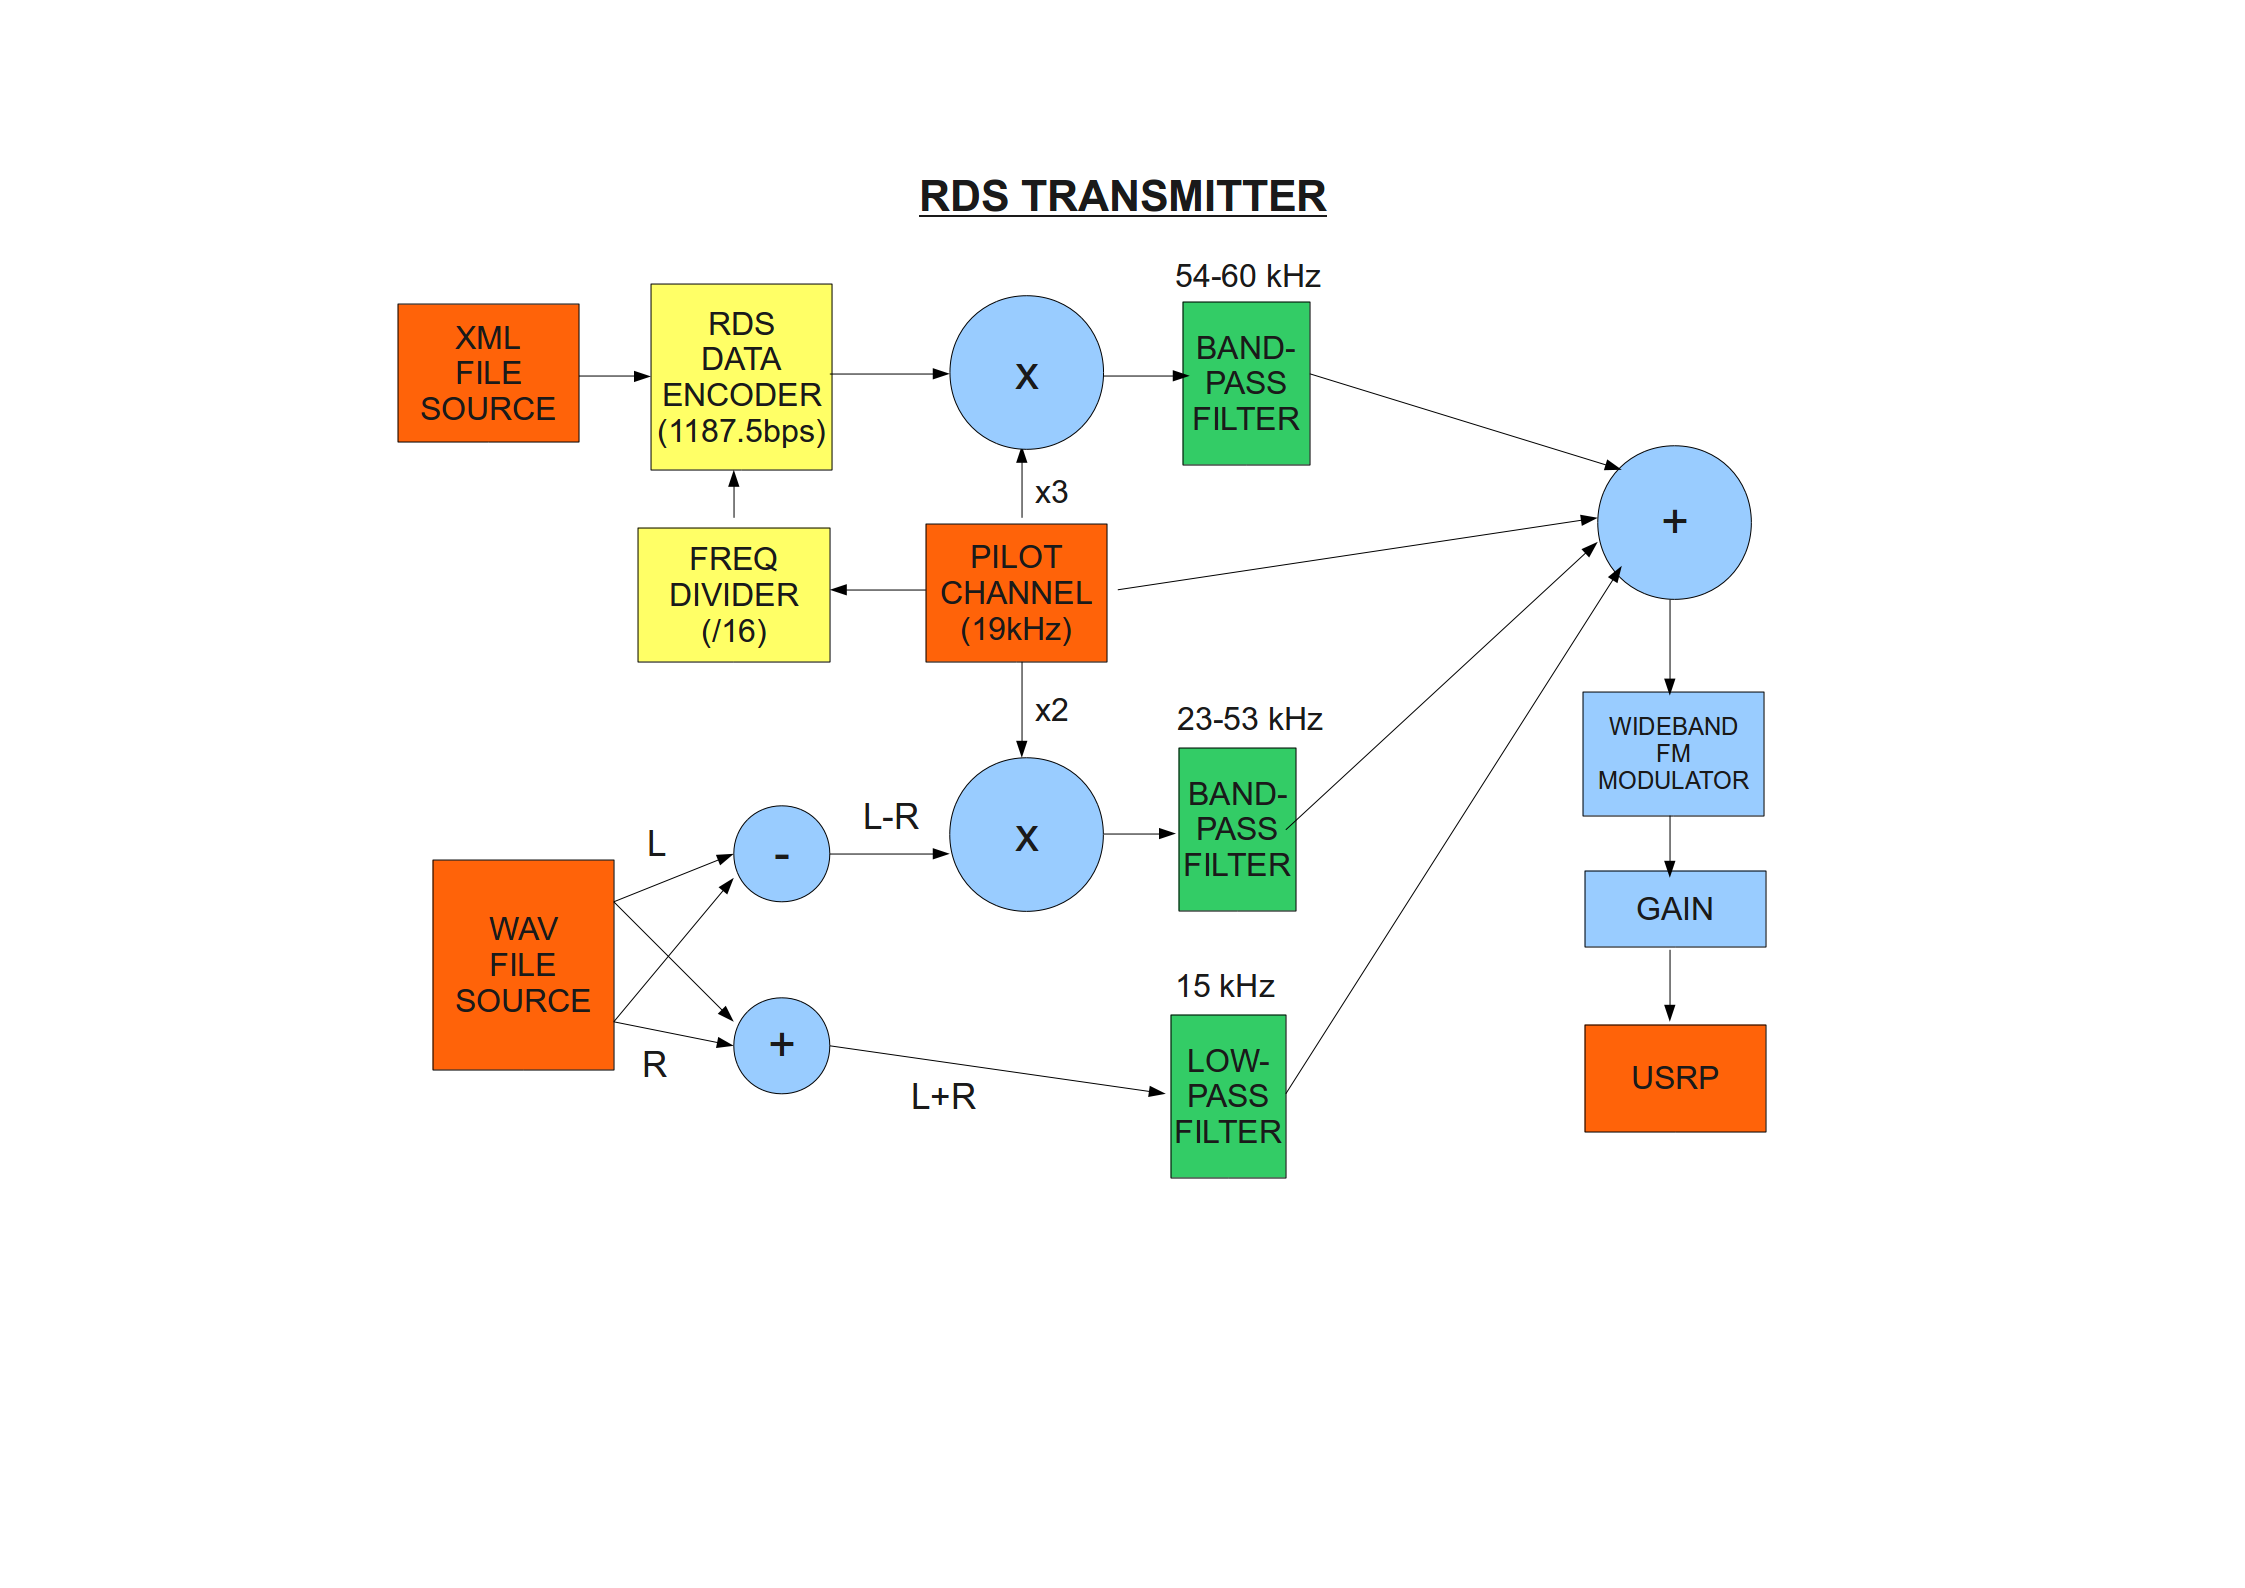 RDS TRANSMITTER
54-60 kHz
XML
FILE
SOURCE
RDS
DATA
ENCODER
(1187.5bps)
x
BAND-
PASS
FILTER
x3
+
FREQ
DIVIDER
(/16)
PILOT
CHANNEL
(19kHz)
x2
23-53 kHz
WIDEBAND
FM
MODULATOR
L
-
L-R
x
BAND-
PASS
FILTER
GAIN
WAV
FILE
SOURCE
R
+
L+R
15 kHz
LOW-
PASS
FILTER
USRP